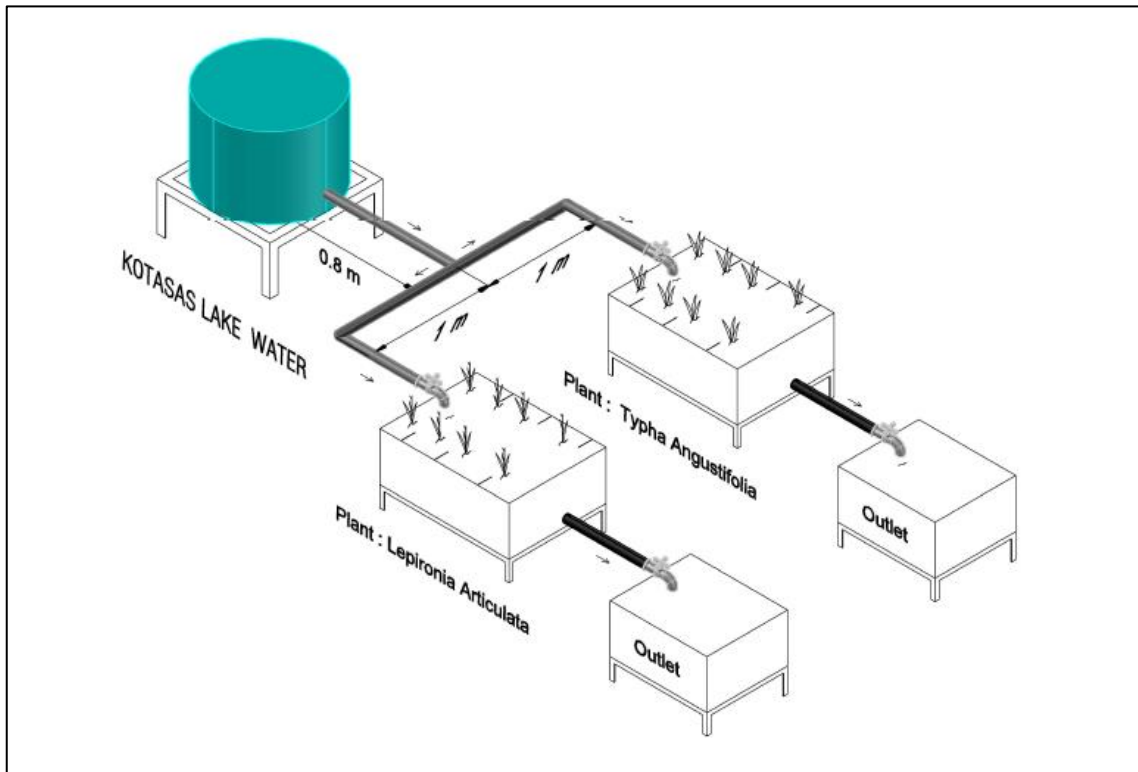 KOTASAS LAKE WATER
0.8 m
1 m
1 m
Plant : Typha Angustifolia
Outlet
Plant : Lepironia Articulata
Outlet